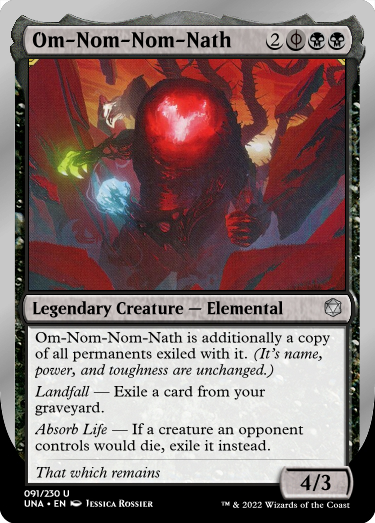 Om-Nom-Nom-Nath 2
Legendary Creature — Elemental
Om-Nom-Nom-Nath is additionally a copy
of all permanents exiled with it. (It's name,
power, and toughness are unchanged.)
Landfall — Exile a card from your
graveyard.
Absorb Life — If a creature an opponent
controls would die, exile it instead.
That which remains
4/3
091/230 U
UNA • EN Jessica Rossier
™ & 2022 Wizards of the Coast